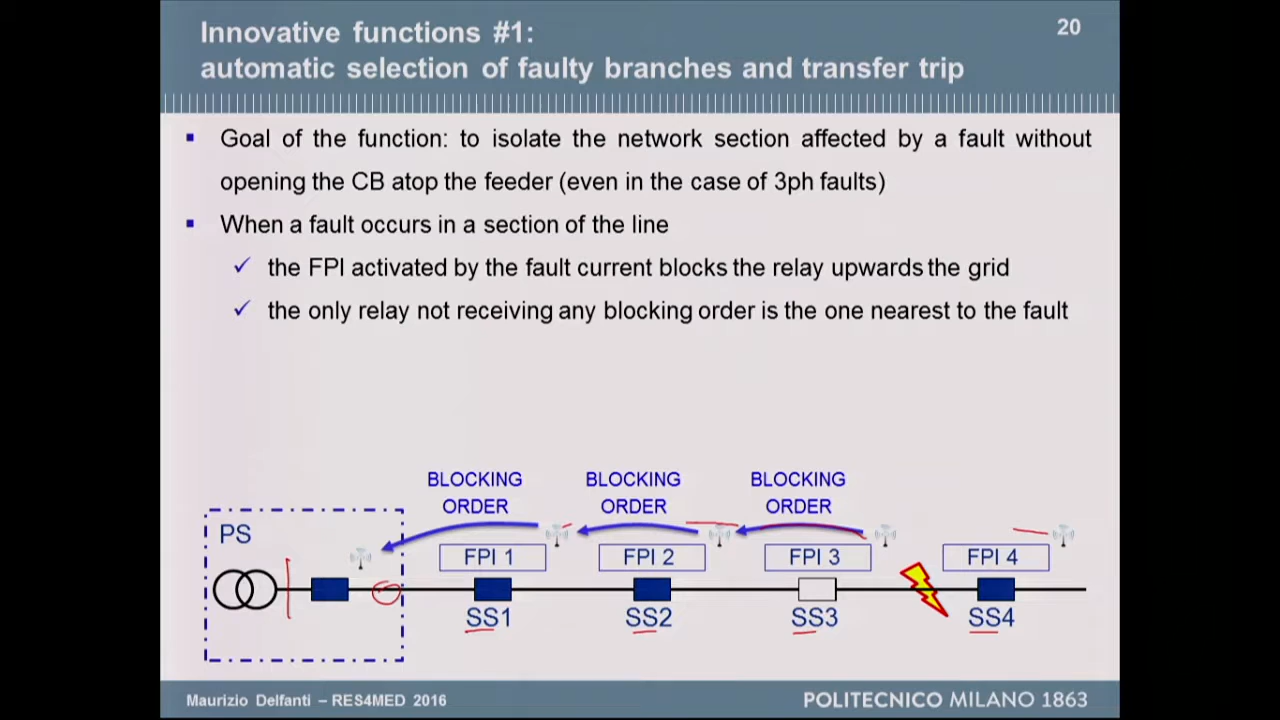 Innovative functions #1:
20
automatic selection of faulty branches and transfer trip
Goal of the function: to isolate the network section affected by a fault without
opening the CB atop the feeder (even in the case of 3ph faults)
When a fault occurs in a section of the line
the FPI activated by the fault current blocks the relay upwards the grid
the only relay not receiving any blocking order is the one nearest to the fault
BLOCKING ORDER
BLOCKING ORDER
BLOCKING ORDER
PS
FPI 1
FPI 2
FPI 3
FPI 4
SS1
SS2
SS3
SS4
Maurizio Delfanti – RES4MED 2016
POLITECNICO MILANO 1863